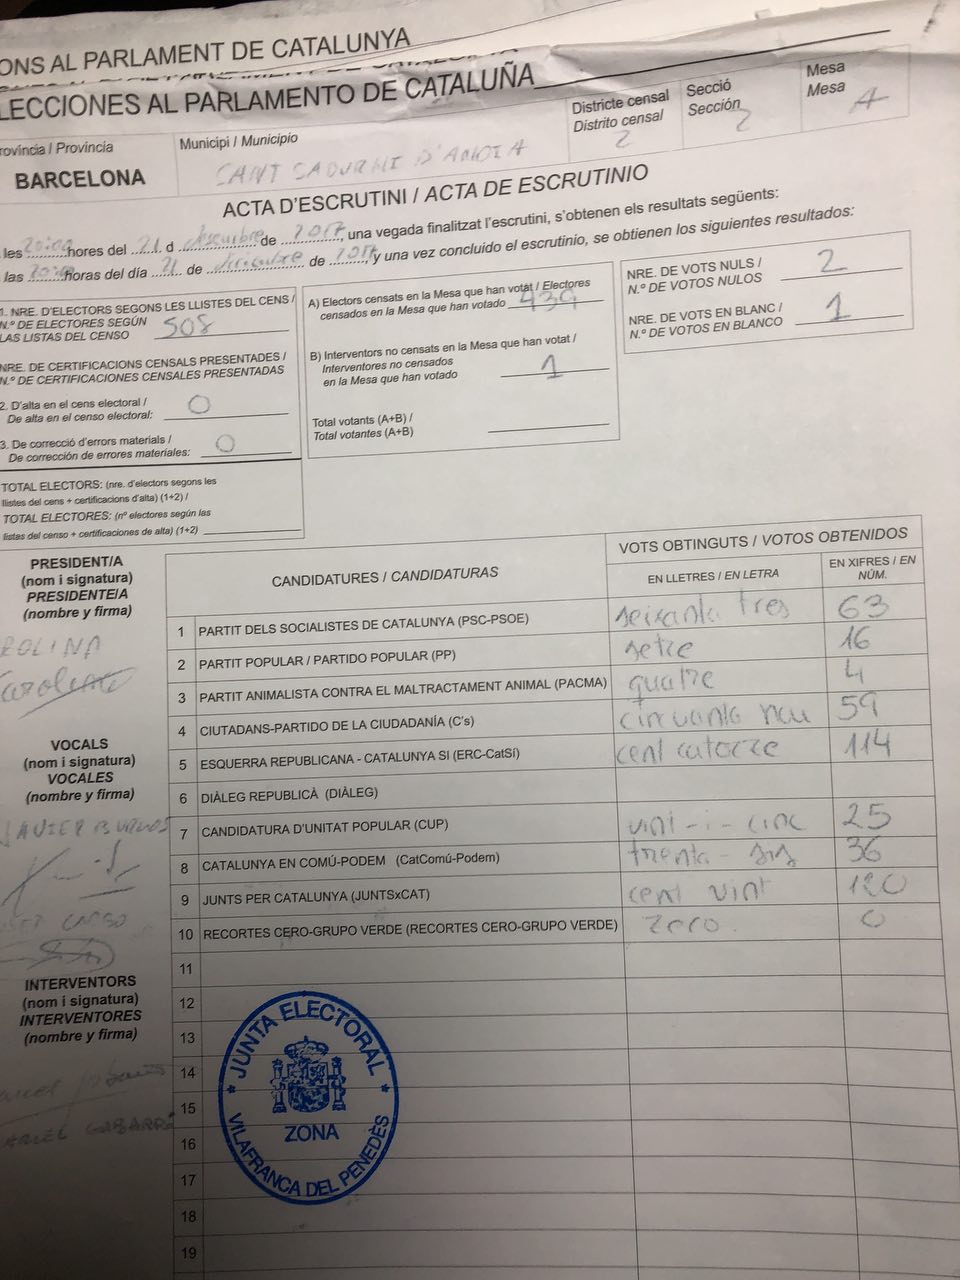 ONS AL PARLAMENT DE CATALUNYA
LECCIONES AL PARLAMENTO DE CATALUÑA
rovíncia / Provincia
BARCELONA
Municipi / Municipio
SANT SADURNI D'ANOIA
Districte censal
Distrito censal
2
Secció
Sección
2
Mesa
Mesa
A
ACTA D'ESCRUTINI / ACTA DE ESCRUTINIO
les hores del 21 d desembre de 2017, una vegada finalitzat l'escrutini, s'obtenen els resultats següents:
las horas del día 21 de diciembre de 2017, y una vez concluido el escrutinio, se obtienen los siguientes resultados:
1. NRE. D'ELECTORS SEGONS LES LLISTES DEL CENS /
N.º DE ELECTORES SEGÚN
LAS LISTAS DEL CENSO 508
NRE. DE CERTIFICACIONS CENSALS PRESENTADES /
N.º DE CERTIFICACIONES CENSALES PRESENTADAS
2. D'alta en el cens electoral /
De alta en el censo electoral: 0
3. De correcció d'errors materials /
De corrección de errores materiales: 0
TOTAL ELECTORS: (nre. d'electors segons les
llistes del cens + certificacions d'alta) (1+2) /
TOTAL ELECTORES: (nº electores según las
listas del censo + certificaciones de alta) (1+2)
A) Electors censats en la Mesa que han votat / Electores
censados en la Mesa que han votado 439
B) Interventors no censats en la Mesa que han votat /
Interventores no censados
en la Mesa que han votado 1
Total votants (A+B) /
Total votantes (A+B)
NRE. DE VOTS NULS /
N.º DE VOTOS NULOS 2
NRE. DE VOTS EN BLANC /
N.º DE VOTOS EN BLANCO 1
PRESIDENT/A
(nom i signatura)
PRESIDENTE/A
(nombre y firma)
ROLINA
VOCALS
(nom i signatura)
VOCALES
(nombre y firma)
JAVIER BURGOS
INTERVENTORS
(nom i signatura)
INTERVENTORES
(nombre y firma)
CANDIDATURES / CANDIDATURAS
VOTS OBTINGUTS / VOTOS OBTENIDOS
EN LLETRES / EN LETRA
EN XIFRES / EN
NÚM.
1 PARTIT DELS SOCIALISTES DE CATALUNYA (PSC-PSOE) seixanta tres 63
2 PARTIT POPULAR / PARTIDO POPULAR (PP) setze 16
3 PARTIT ANIMALISTA CONTRA EL MALTRACTAMENT ANIMAL (PACMA) quatre 4
4 CIUTADANS-PARTIDO DE LA CIUDADANÍA (C's) cinquanta nou 59
5 ESQUERRA REPUBLICANA - CATALUNYA SI (ERC-CatSí) cent catorze 114
6 DIÀLEG REPUBLICÀ (DIÀLEG)
7 CANDIDATURA D'UNITAT POPULAR (CUP) vint-i-cinc 25
8 CATALUNYA EN COMÚ-PODEM (CatComú-Podem) trenta-sis 36
9 JUNTS PER CATALUNYA (JUNTSxCAT) cent vint 120
10 RECORTES CERO-GRUPO VERDE (RECORTES CERO-GRUPO VERDE) zero 0
11
12
13
14
15
16
17
18
19
JUNTA ELECTORAL
ZONA
VILAFRANCA DEL PENEDÈS